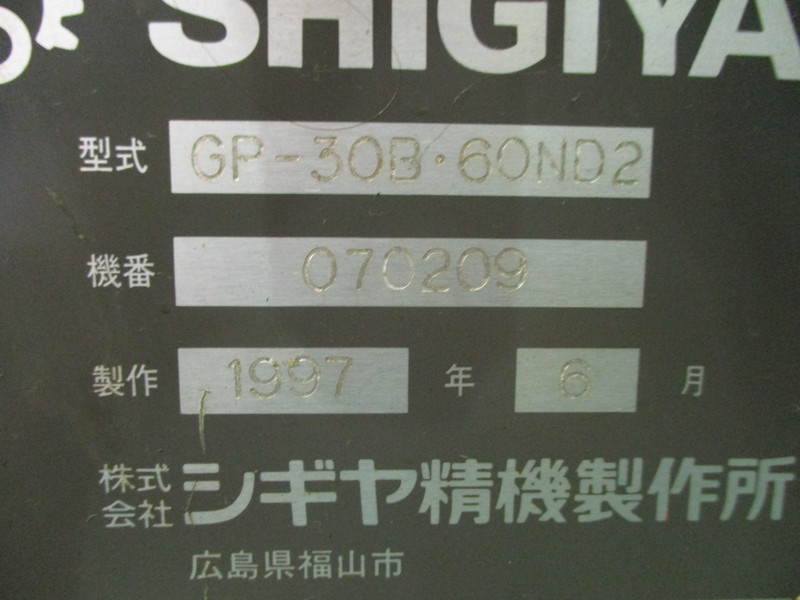 SHIGIYA
型式 GP-30B・60ND2
機番 070209
製作 1997 年 6 月
株式会社 シギヤ精機製作所
広島県福山市